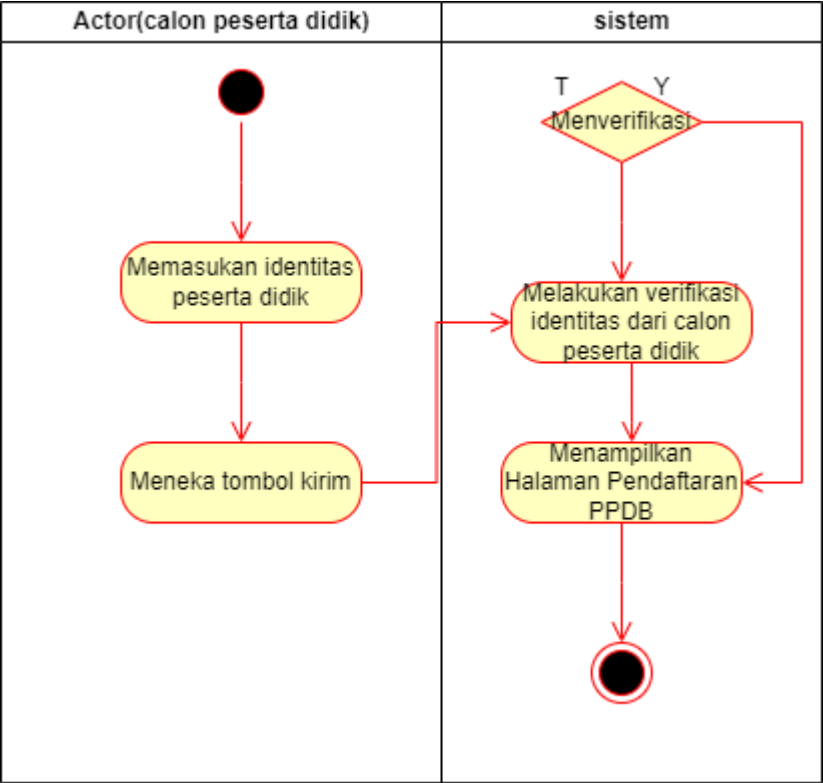 Actor(calon peserta didik)
sistem
T
Y
Menverifikasi
Memasukan identitas
peserta didik
Melakukan verifikasi
identitas dari calon
peserta didik
Meneka tombol kirim
Menampilkan
Halaman Pendaftaran
PPDB